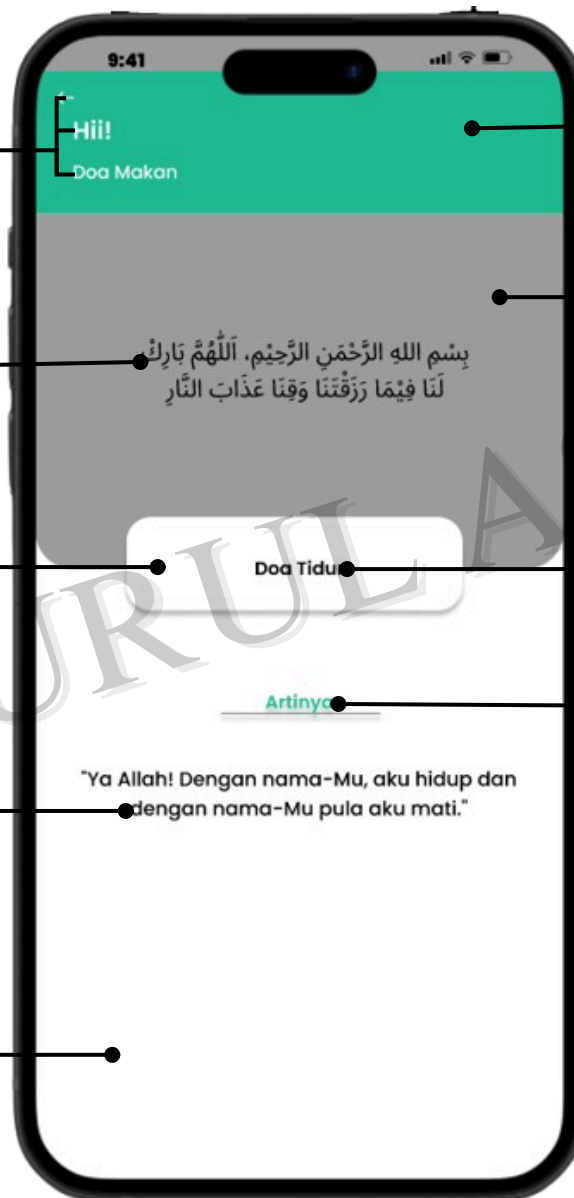 9:41
Hii!
Doa Makan
بِسْمِ اللهِ الرَّحْمَنِ الرَّحِيْمِ، اَللّٰهُمَّ بَارِكْ
لَنَا فِيْمَا رَزَقْتَنَا وَقِنَا عَذَابَ النَّارِ
Doa Tidur
URULA
Artinya
"Ya Allah! Dengan nama-Mu, aku hidup dan
dengan nama-Mu pula aku mati."